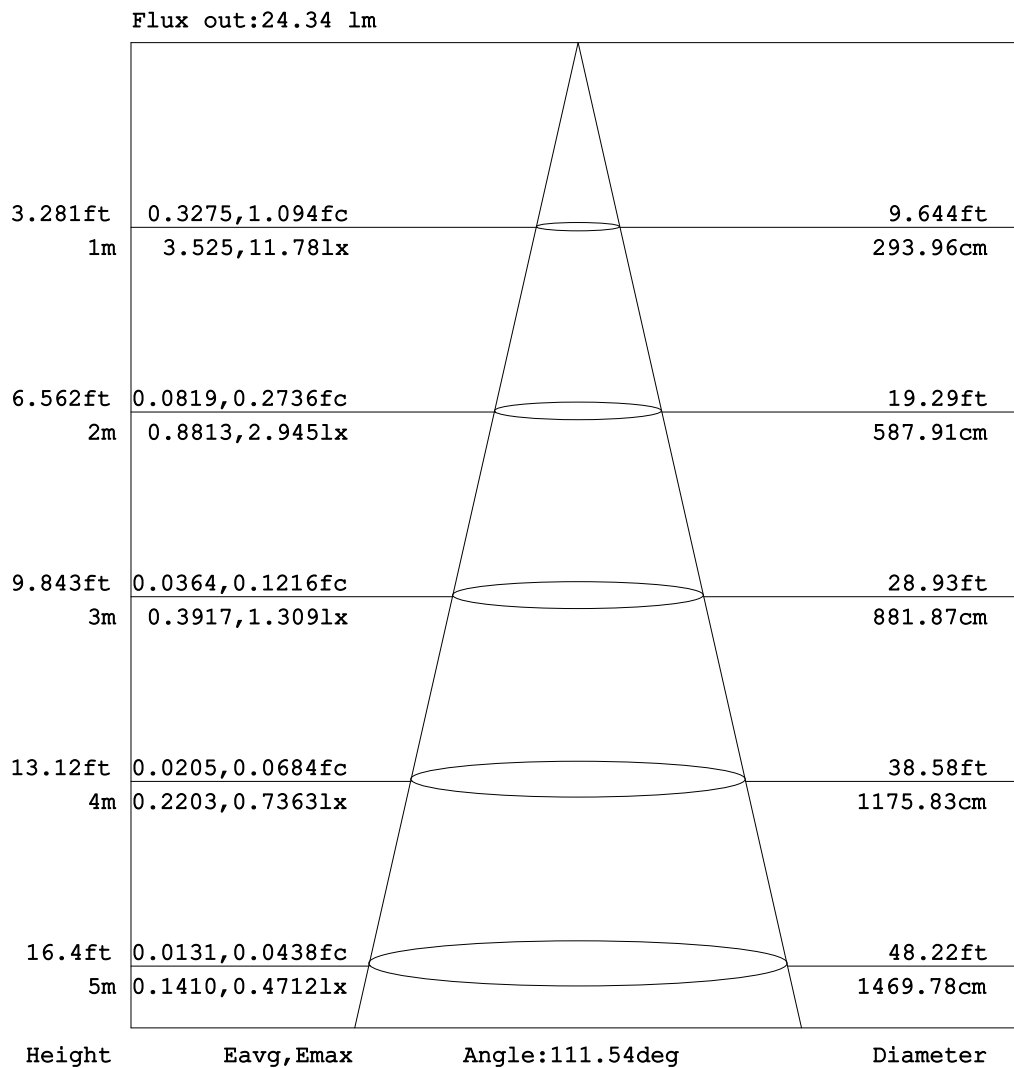 Flux out:24.34 lm
3.281ft 0.3275,1.094fc 9.644ft
1m 3.525,11.78lx 293.96cm
6.562ft 0.0819,0.2736fc 19.29ft
2m 0.8813,2.945lx 587.91cm
9.843ft 0.0364,0.1216fc 28.93ft
3m 0.3917,1.309lx 881.87cm
13.12ft 0.0205,0.0684fc 38.58ft
4m 0.2203,0.7363lx 1175.83cm
16.4ft 0.0131,0.0438fc 48.22ft
5m 0.1410,0.4712lx 1469.78cm
Height Eavg,Emax Angle:111.54deg Diameter